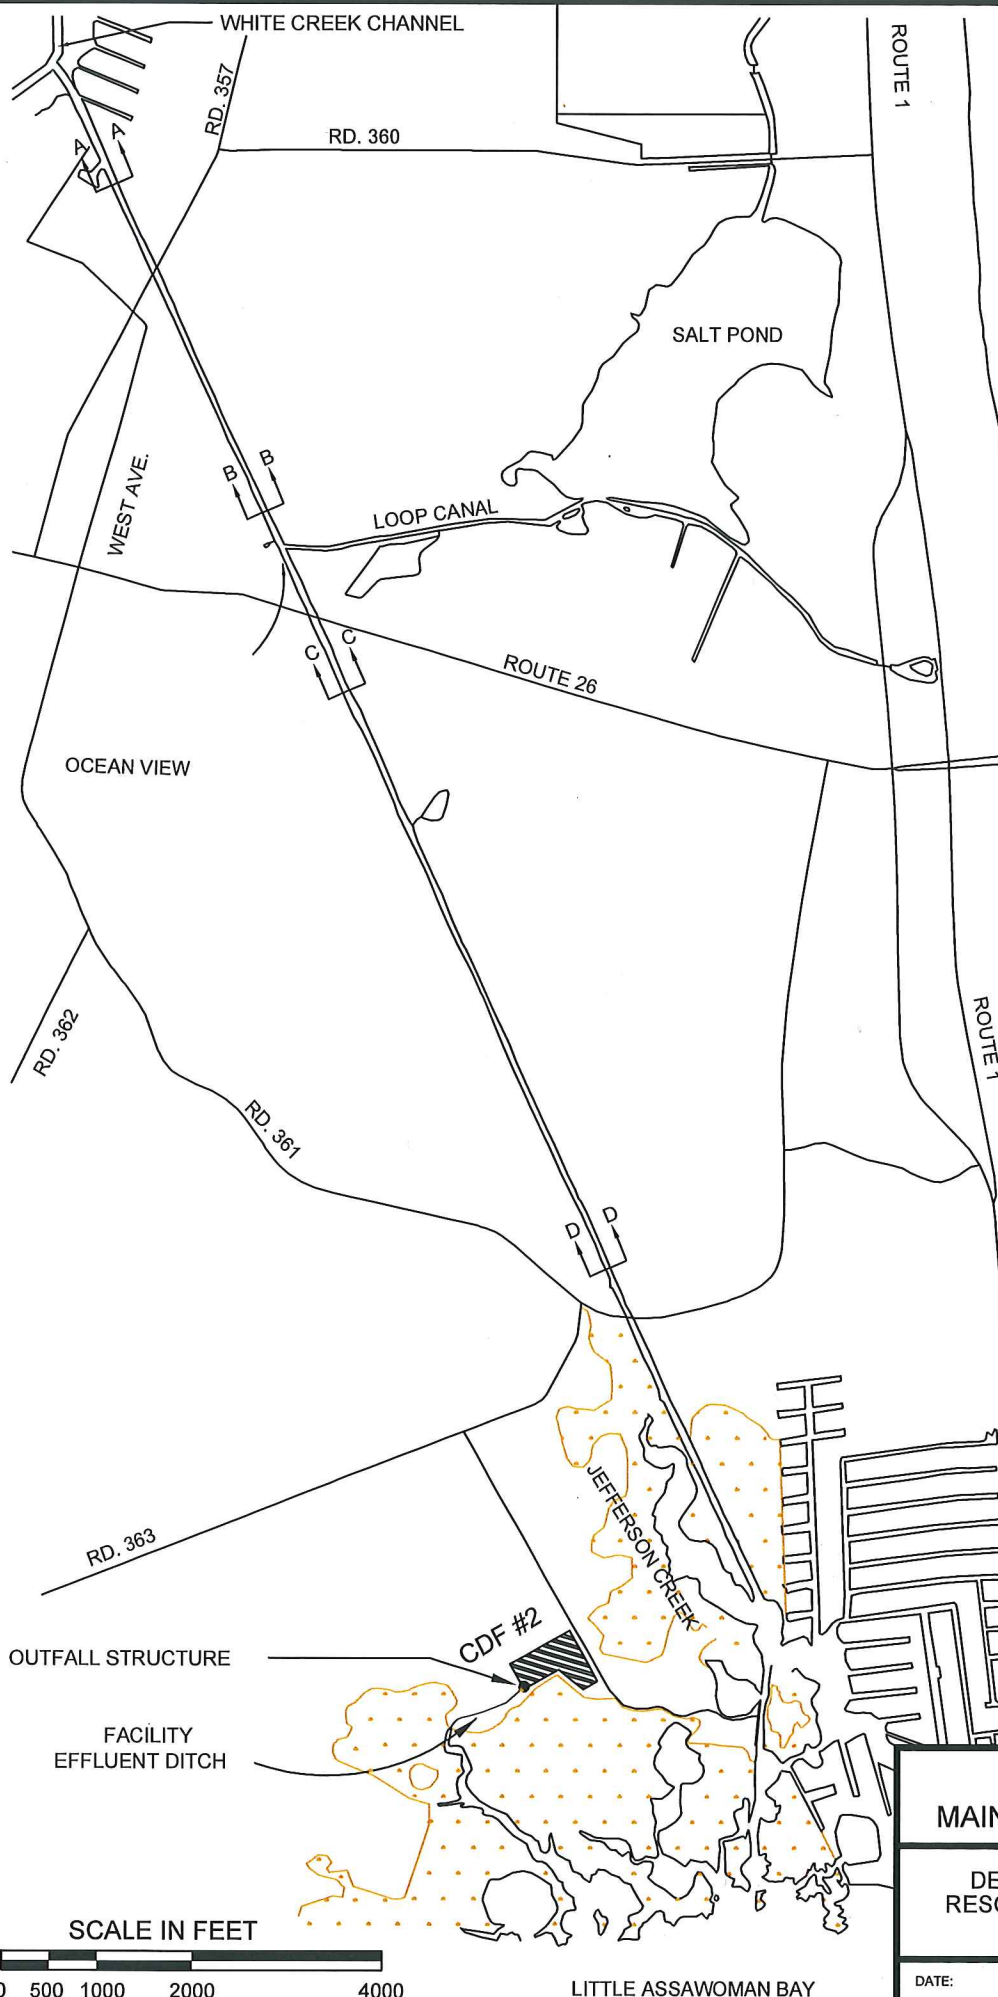 WHITE CREEK CHANNEL
ROUTE 1
RD. 357
RD. 360
A
A
SALT POND
WEST AVE.
B
B
LOOP CANAL
C
C
ROUTE 26
OCEAN VIEW
ROUTE 1
RD. 362
RD. 361
D
D
JEFFERSON CREEK
RD. 363
CDF #2
OUTFALL STRUCTURE
FACILITY
EFFLUENT DITCH
MAIN
DE
RESO
SCALE IN FEET
0 500 1000 2000 4000
LITTLE ASSAWOMAN BAY
DATE: